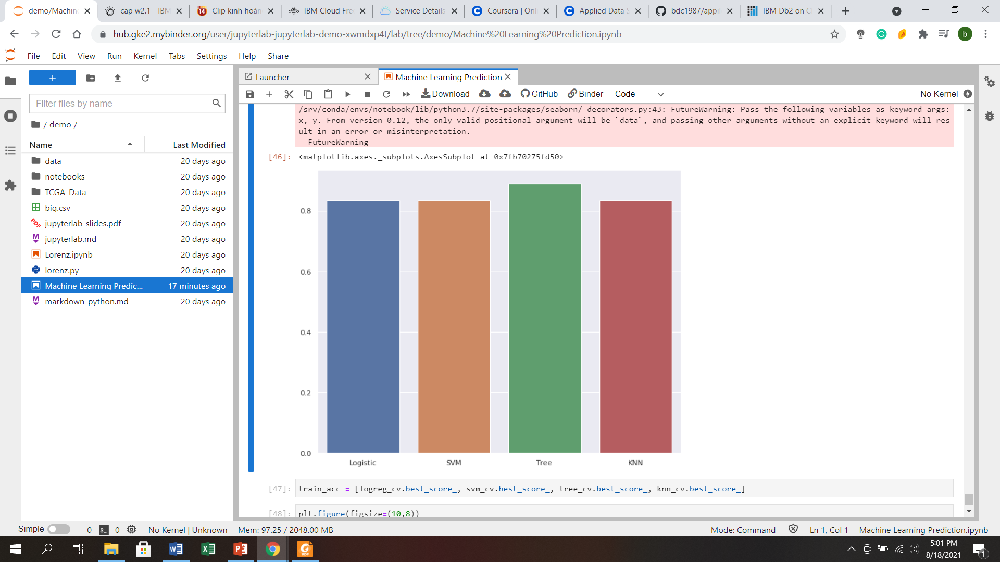 demo/Machine
cap w2.1 - IBM
Clip kinh hoàn
IBM Cloud Fre
Service Details
Coursera | Onl
Applied Data S
bdc1987/appli
IBM Db2 on Cl
hub.gke2.mybinder.org/user/jupyterlab-jupyterlab-demo-xwmdxp4t/lab/tree/demo/Machine%20Learning%20Prediction.ipynb
b
File Edit View Run Kernel Tabs Settings Help Share
Filter files by name
/ demo /
Name Last Modified
data 20 days ago
notebooks 20 days ago
TCGA_Data 20 days ago
big.csv 20 days ago
jupyterlab-slides.pdf 20 days ago
jupyterlab.md 20 days ago
Lorenz.ipynb 20 days ago
lorenz.py 20 days ago
Machine Learning Predic... 17 minutes ago
markdown_python.md 20 days ago
Launcher
Machine Learning Prediction
Download GitHub Binder Code No Kernel
/srv/conda/envs/notebook/lib/python3.7/site-packages/seaborn/_decorators.py:43: FutureWarning: Pass the following variables as keyword args:
x, y. From version 0.12, the only valid positional argument will be `data`, and passing other arguments without an explicit keyword will res
ult in an error or misinterpretation.
FutureWarning
[46]: <matplotlib.axes._subplots.AxesSubplot at 0x7fb70275fd50>
0.8
0.6
0.4
0.2
0.0
Logistic SVM Tree KNN
[47]: train_acc = [logreg_cv.best_score_, svm_cv.best_score_, tree_cv.best_score_, knn_cv.best_score_]
[48]: plt.figure(figsize=(10,8))
Simple 0 $_ 0 No Kernel | Unknown Mem: 97.25 / 2048.00 MB Mode: Command Ln 1, Col 1 Machine Learning Prediction.ipynb
5:01 PM
8/18/2021
1